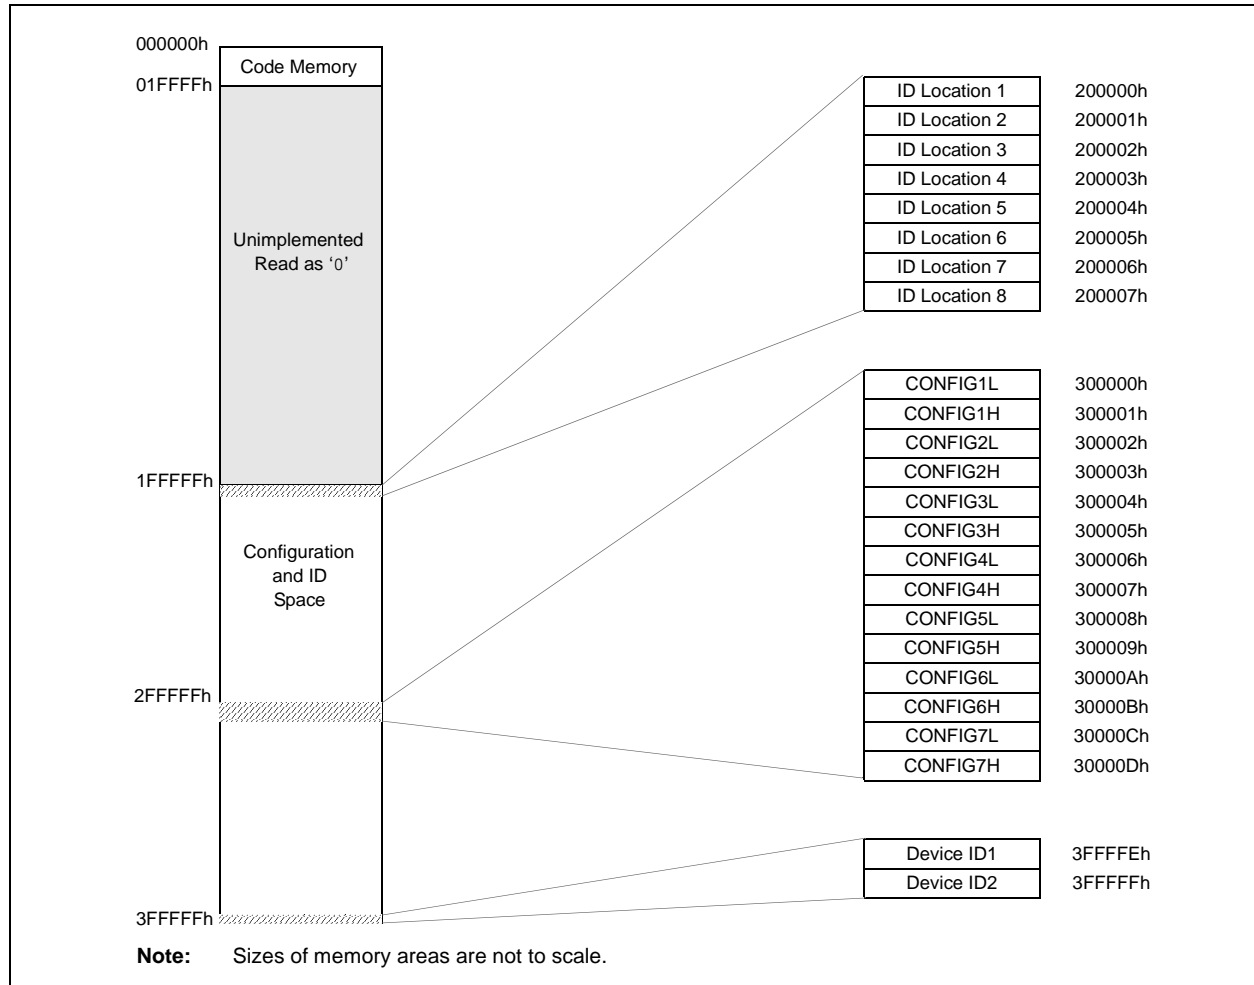 000000h
Code Memory
01FFFFh
Unimplemented
Read as ‘0’
1FFFFFh
Configuration
and ID
Space
2FFFFFh
3FFFFFh
ID Location 1 200000h
ID Location 2 200001h
ID Location 3 200002h
ID Location 4 200003h
ID Location 5 200004h
ID Location 6 200005h
ID Location 7 200006h
ID Location 8 200007h
CONFIG1L 300000h
CONFIG1H 300001h
CONFIG2L 300002h
CONFIG2H 300003h
CONFIG3L 300004h
CONFIG3H 300005h
CONFIG4L 300006h
CONFIG4H 300007h
CONFIG5L 300008h
CONFIG5H 300009h
CONFIG6L 30000Ah
CONFIG6H 30000Bh
CONFIG7L 30000Ch
CONFIG7H 30000Dh
Device ID1 3FFFFEh
Device ID2 3FFFFFh
Note: Sizes of memory areas are not to scale.